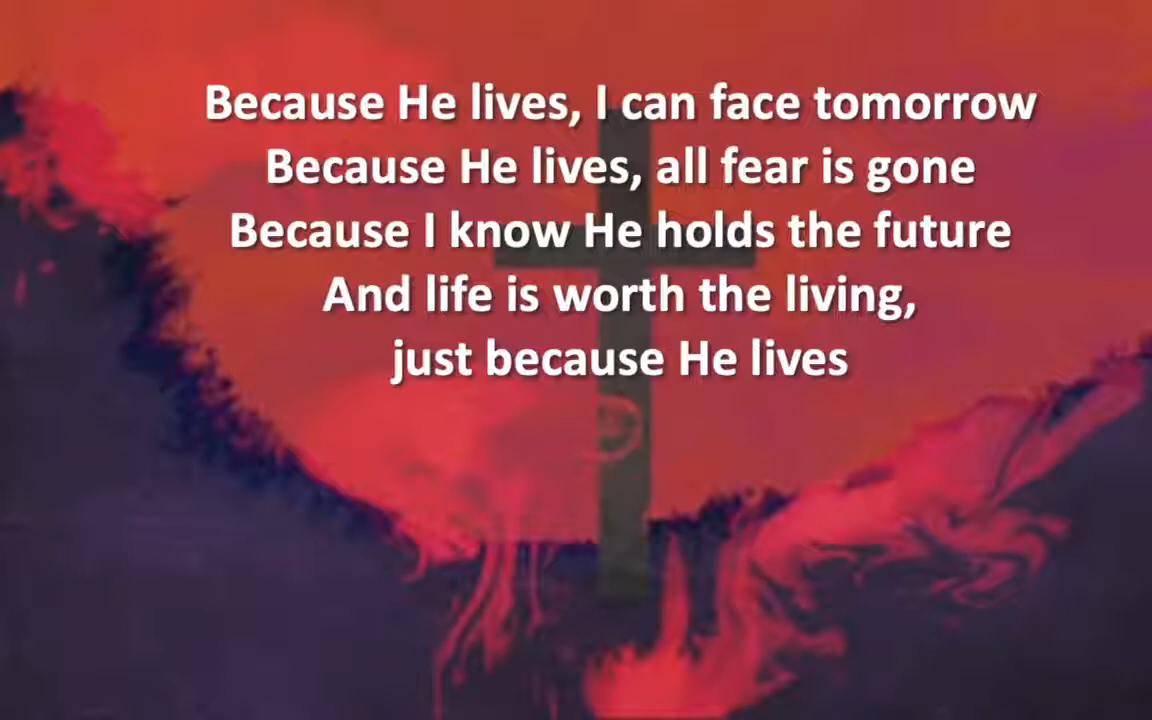 Because He lives, I can face tomorrow
Because He lives, all fear is gone
Because I know He holds the future
And life is worth the living,
just because He lives